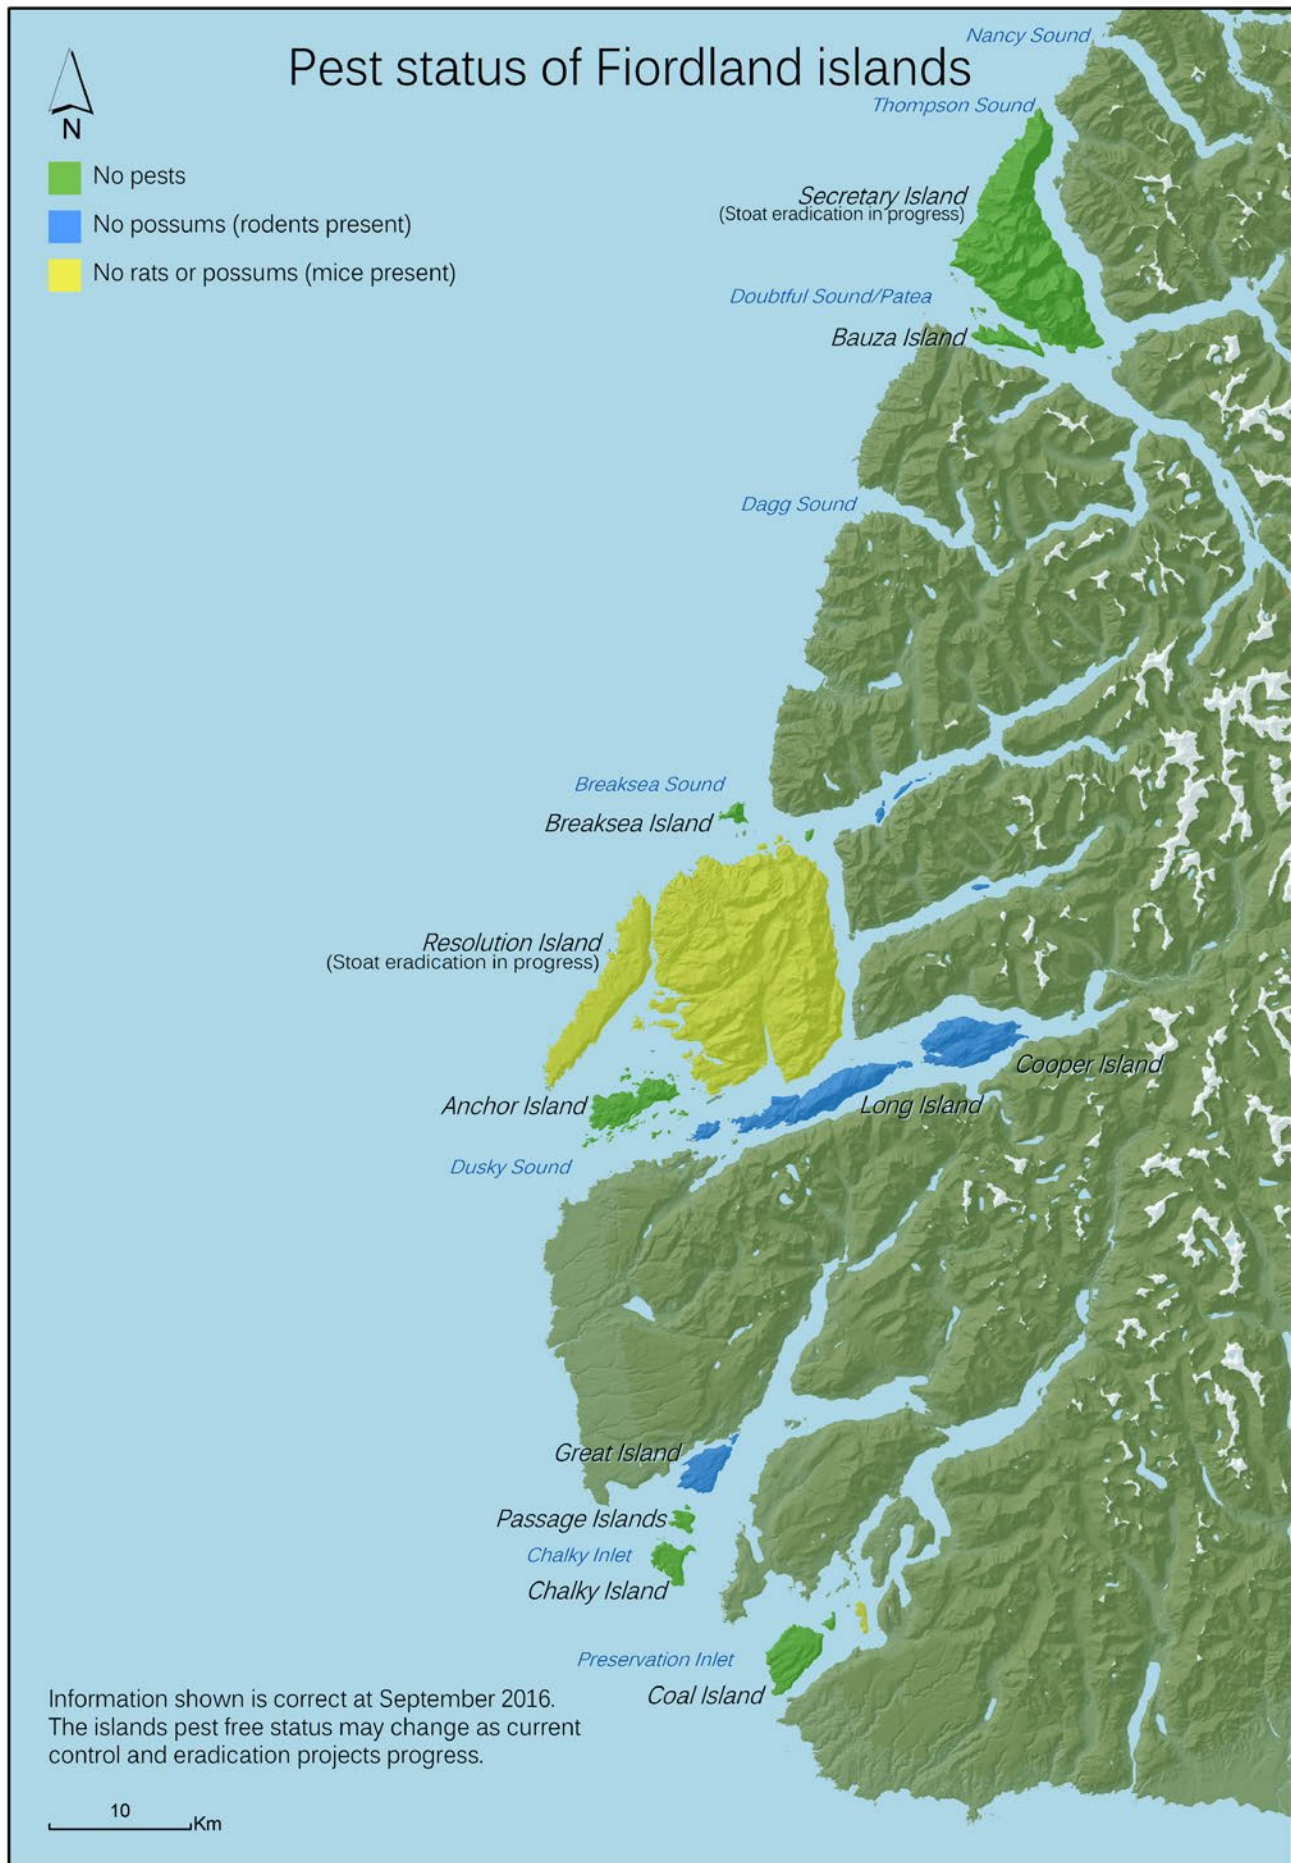 Pest status of Fiordland islands
N
No pests
No possums (rodents present)
No rats or possums (mice present)
Nancy Sound
Thompson Sound
Secretary Island
(Stoat eradication in progress)
Doubtful Sound/Patea
Bauza Island
Dagg Sound
Breaksea Sound
Breaksea Island
Resolution Island
(Stoat eradication in progress)
Cooper Island
Anchor Island
Long Island
Dusky Sound
Great Island
Passage Islands
Chalky Inlet
Chalky Island
Preservation Inlet
Coal Island
Information shown is correct at September 2016.
The islands pest free status may change as current
control and eradication projects progress.
10
Km